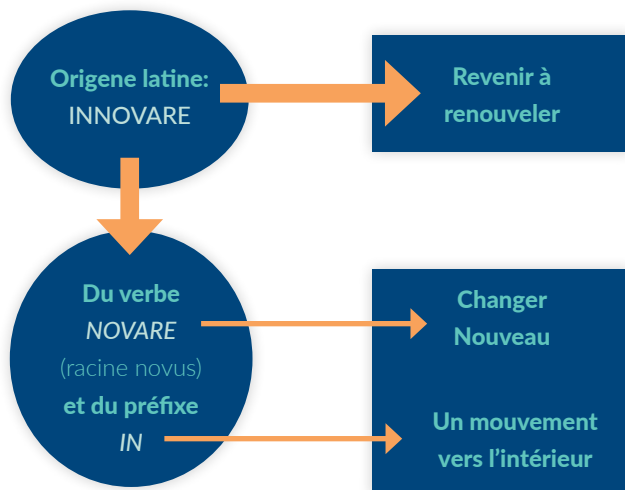 Origene latine:
INNOVARE
Revenir à
renouveler
Du verbe
NOVARE
(racine novus)
et du préfixe
IN
Changer
Nouveau
Un mouvement
vers l'intérieur